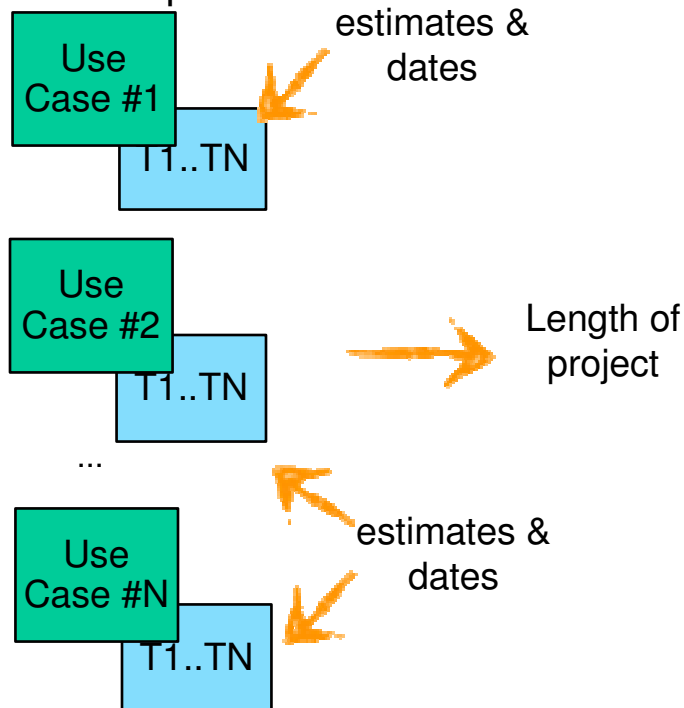 estimates &
dates
Use
Case #1
T1..TN
Use
Case #2
T1..TN
Length of
project
...
estimates &
dates
Use
Case #N
T1..TN